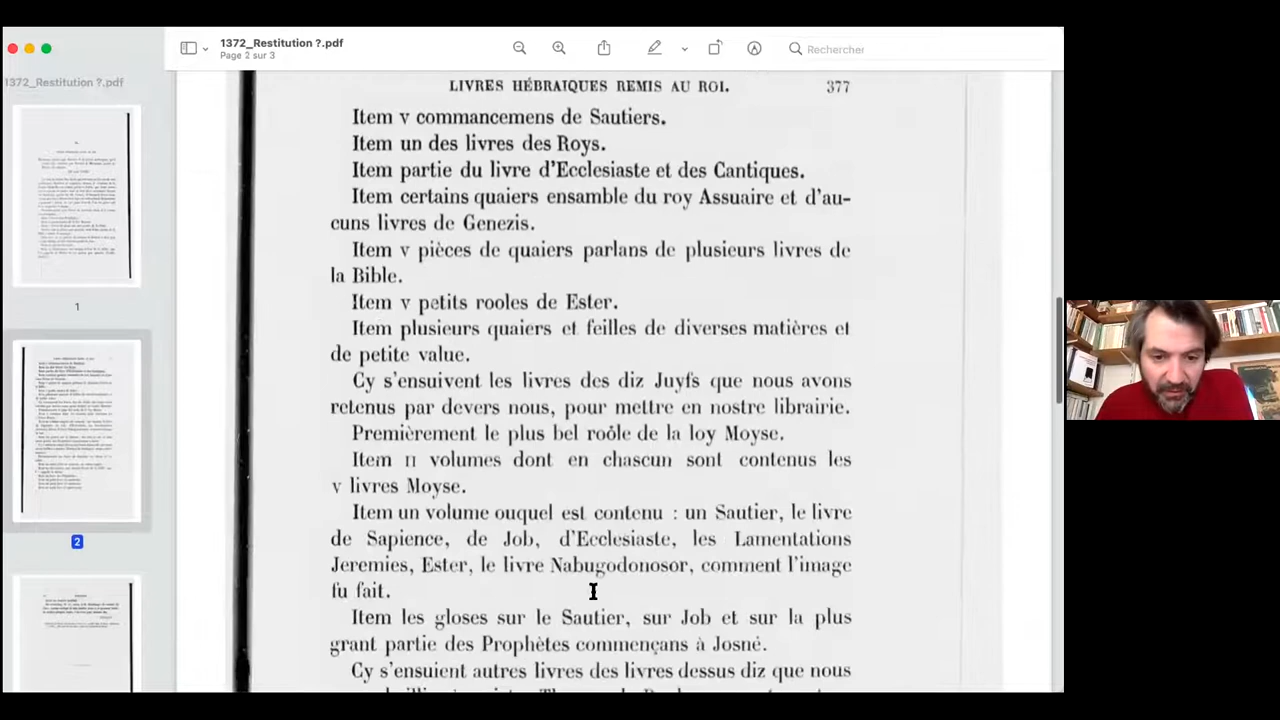 1372_Restitution ?.pdf
Page 2 sur 3
Rechercher
1372_Restitution ?.pdf
1
2
LIVRES HÉBRAIQUES REMIS AU ROI. 377
Item v commancemens de Sautiers.
Item un des livres des Roys.
Item partie du livre d'Ecclesiaste et des Cantiques.
Item certains quaiers ensamble du roy Assuaire et d'au-
cuns livres de Genezis.
Item v pièces de quaiers parlans de plusieurs livres de
la Bible.
Item v petits rooles de Ester.
Item plusieurs quaiers et feilles de diverses matières et
de petite value.
Cy s'ensuivent les livres des diz Juyfs que nous avons
retenus par devers nous, pour mettre en nostre librairie.
Premièrement le plus bel roôle de la loy Moyse.
Item II volumes dont en chascun sont contenus les
v livres Moyse.
Item un volume ouquel est contenu : un Sautier, le livre
de Sapience, de Job, d'Ecclesiaste, les Lamentations
Jeremies, Ester, le livre Nabugodonosor, comment l'image
fu fait.
Item les gloses sur le Sautier, sur Job et sur la plus
grant partie des Prophètes commençans à Josné.
Cy s'ensuient autres livres des livres dessus diz que nous